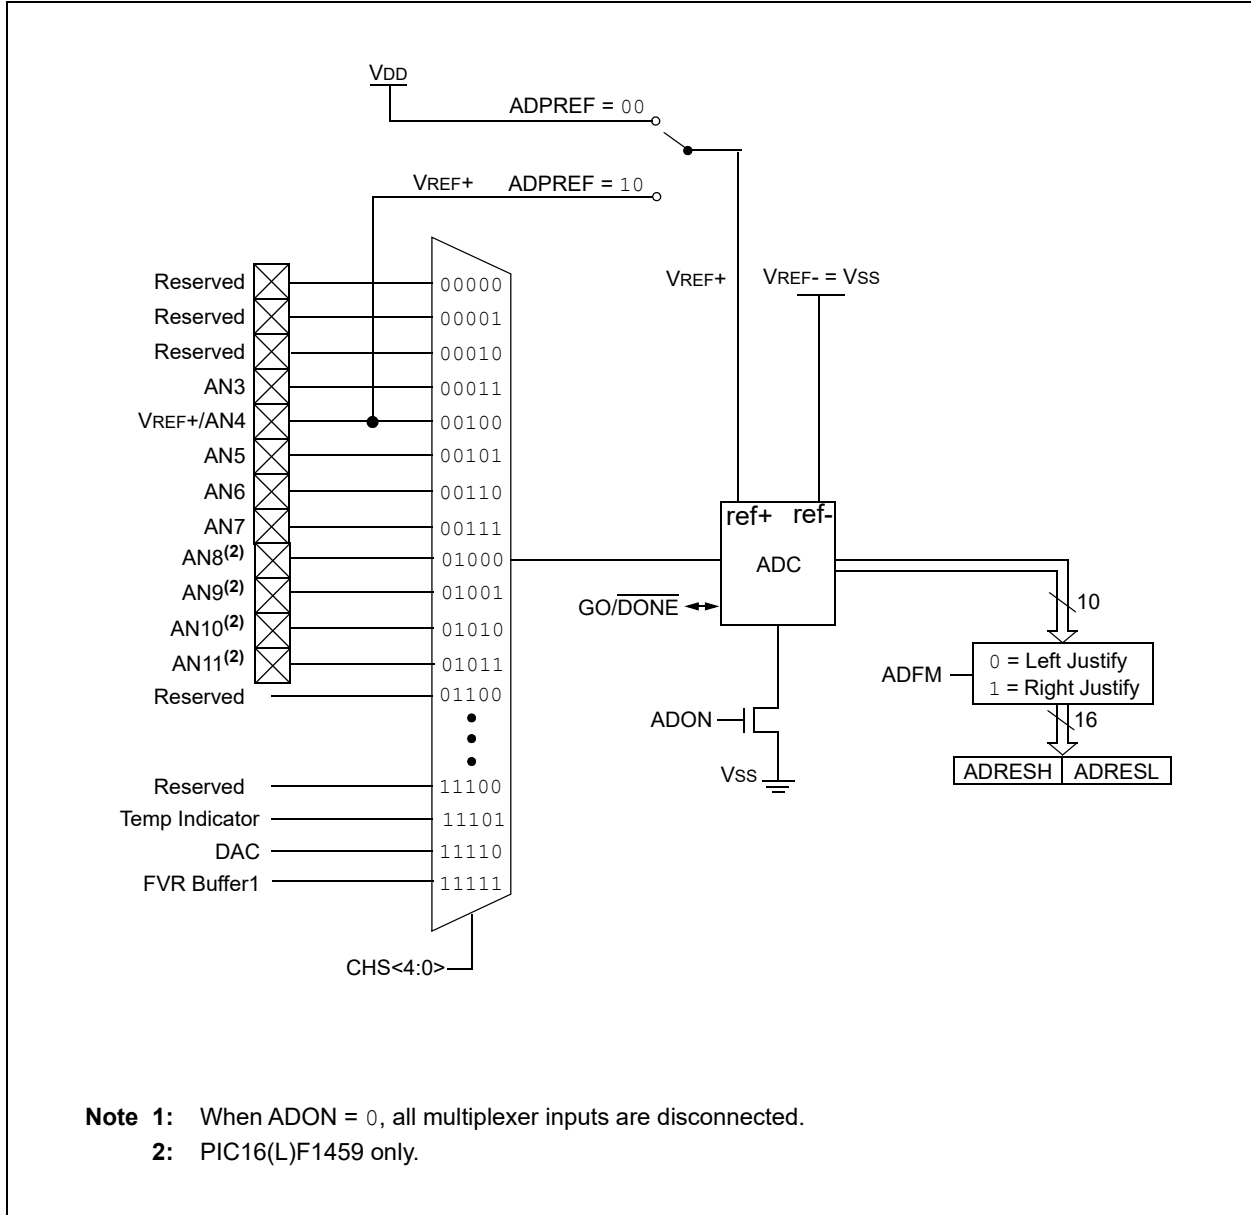 VDD
ADPREF = 00
VREF+ ADPREF = 10
Reserved 00000
VREF+ VREF- = VSS
Reserved 00001
Reserved 00010
AN3 00011
VREF+/AN4 00100
AN5 00101
AN6 00110
AN7 00111
ref+ ref-
AN8(2) 01000
ADC
AN9(2) 01001
GO/DONE 10
AN10(2) 01010
AN11(2) 01011
ADFM 0 = Left Justify
1 = Right Justify
Reserved 01100
ADON 16
VSS ADRESH ADRESL
Reserved 11100
Temp Indicator 11101
DAC 11110
FVR Buffer1 11111
CHS<4:0>
Note 1: When ADON = 0, all multiplexer inputs are disconnected.
2: PIC16(L)F1459 only.